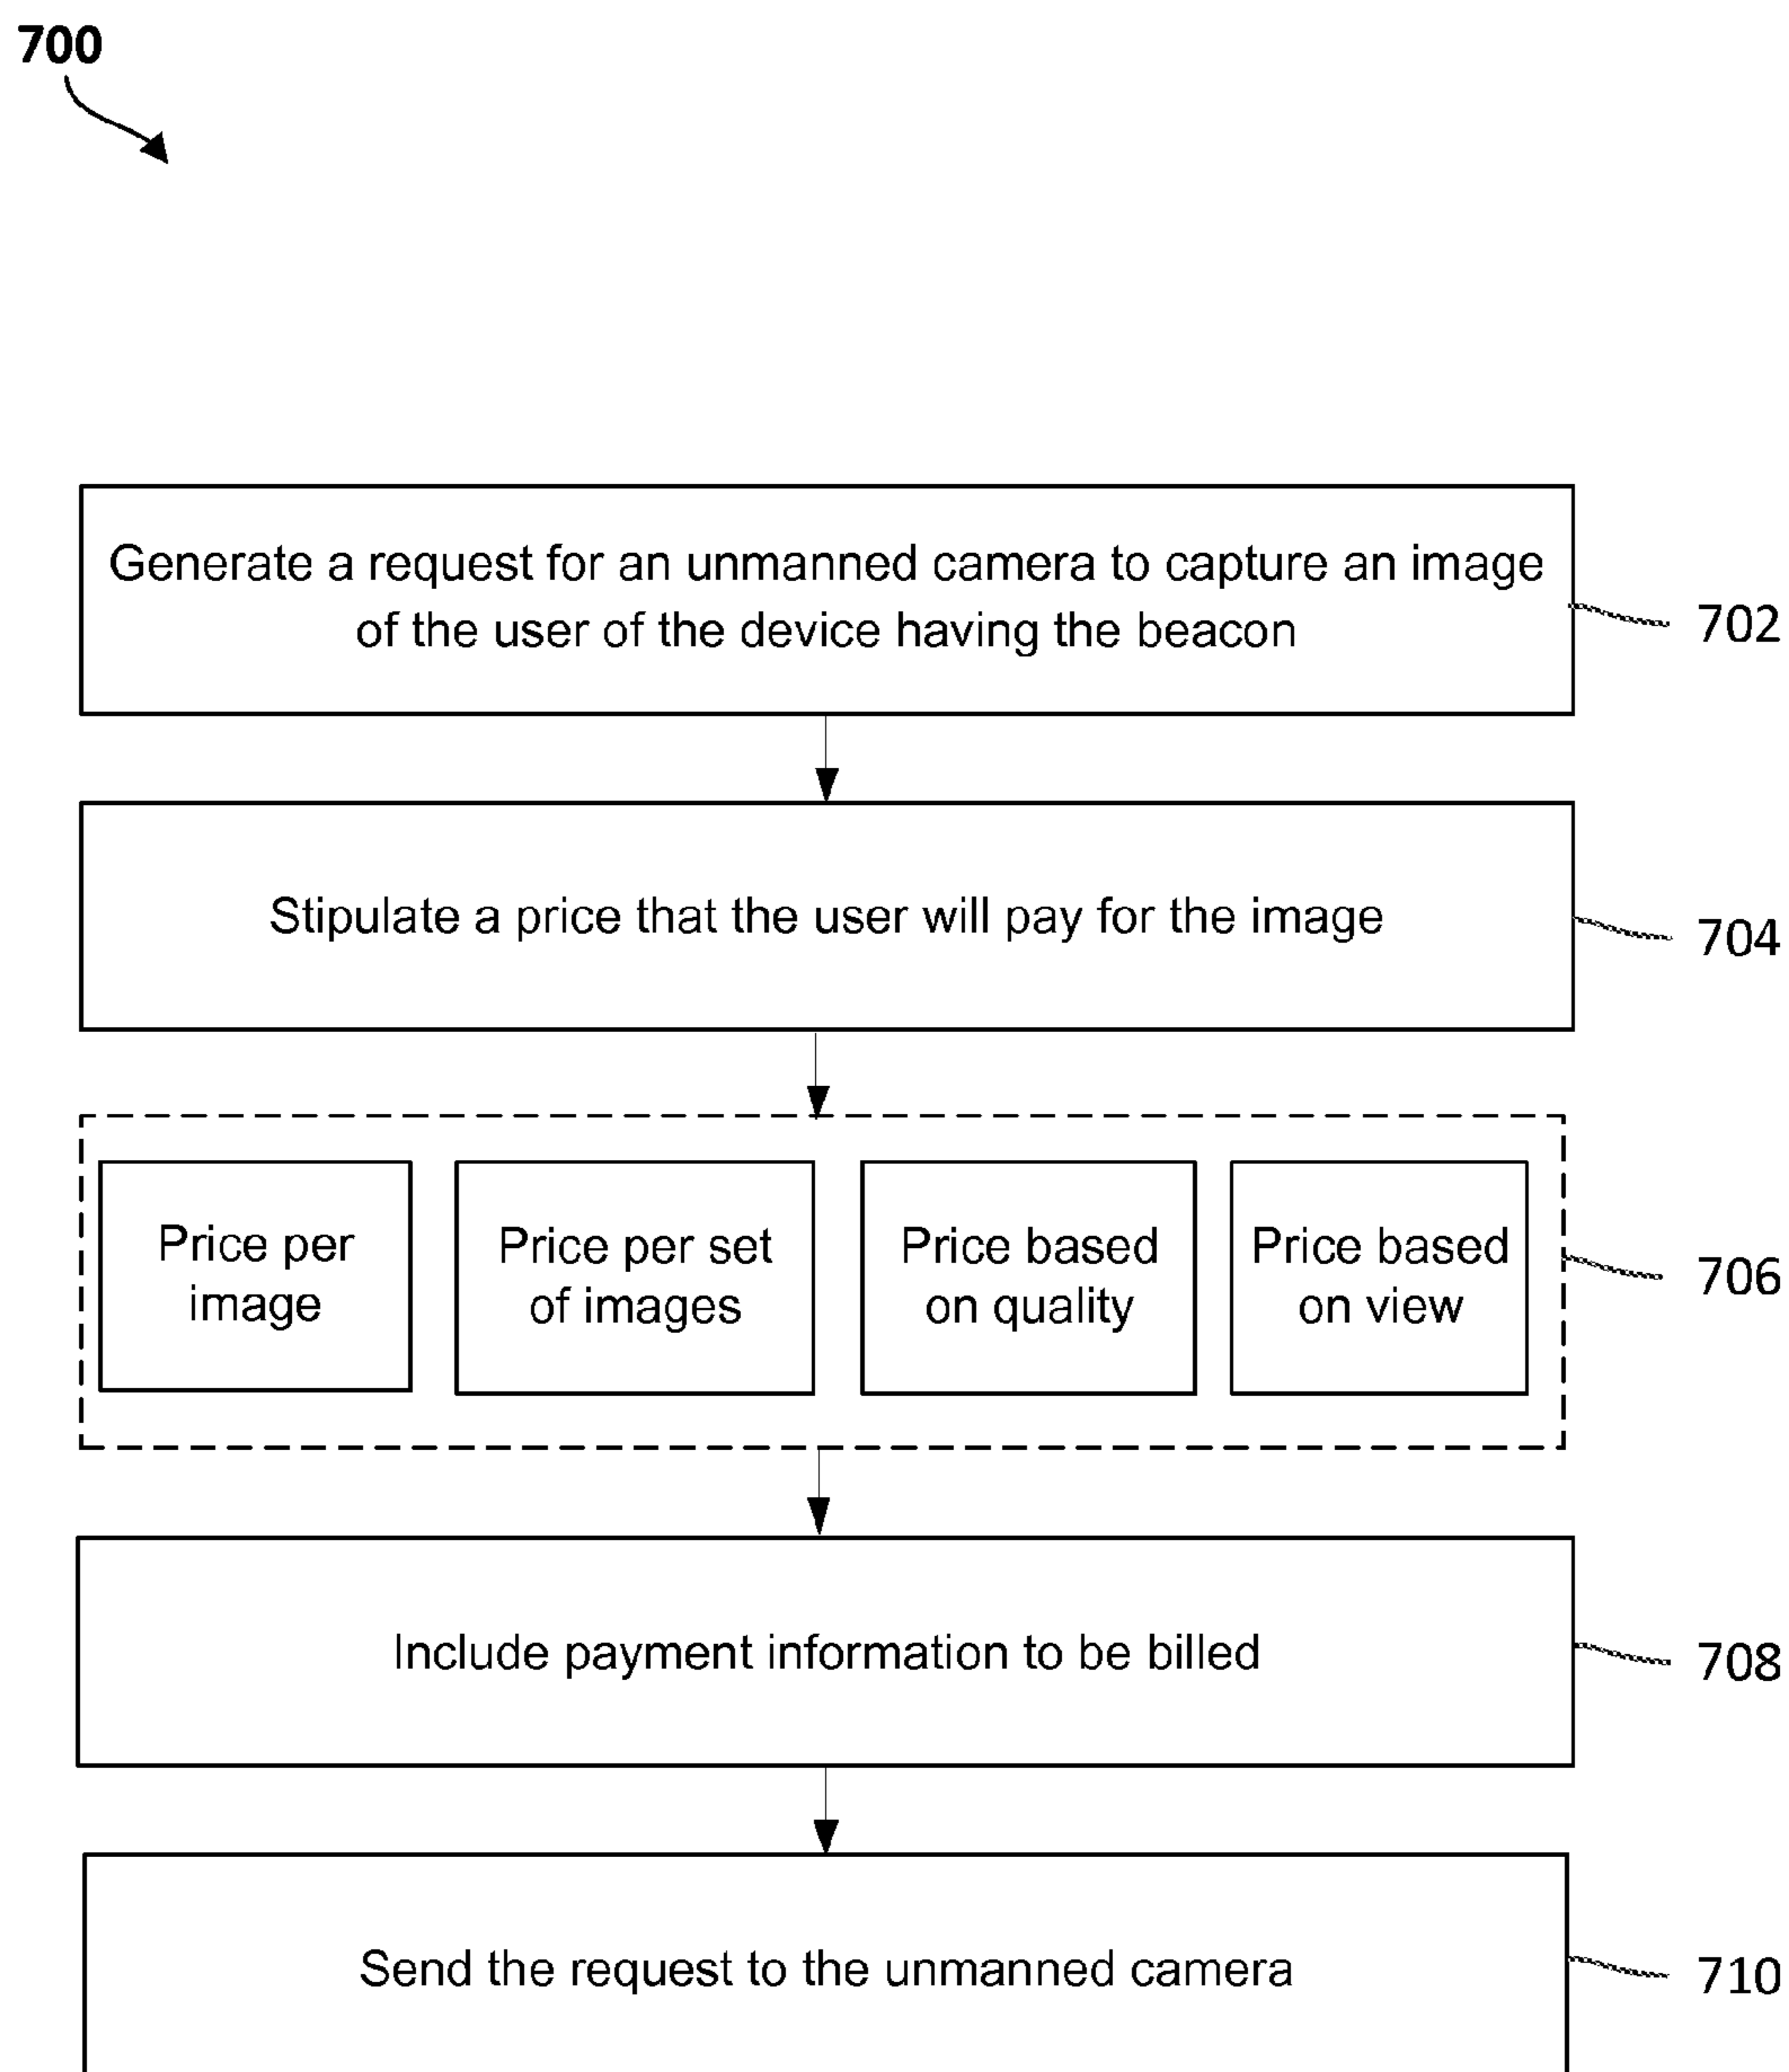 700
Generate a request for an unmanned camera to capture an image
of the user of the device having the beacon
702
Stipulate a price that the user will pay for the image
704
Price per
image
Price per set
of images
Price based
on quality
Price based
on view
706
Include payment information to be billed
708
Send the request to the unmanned camera
710